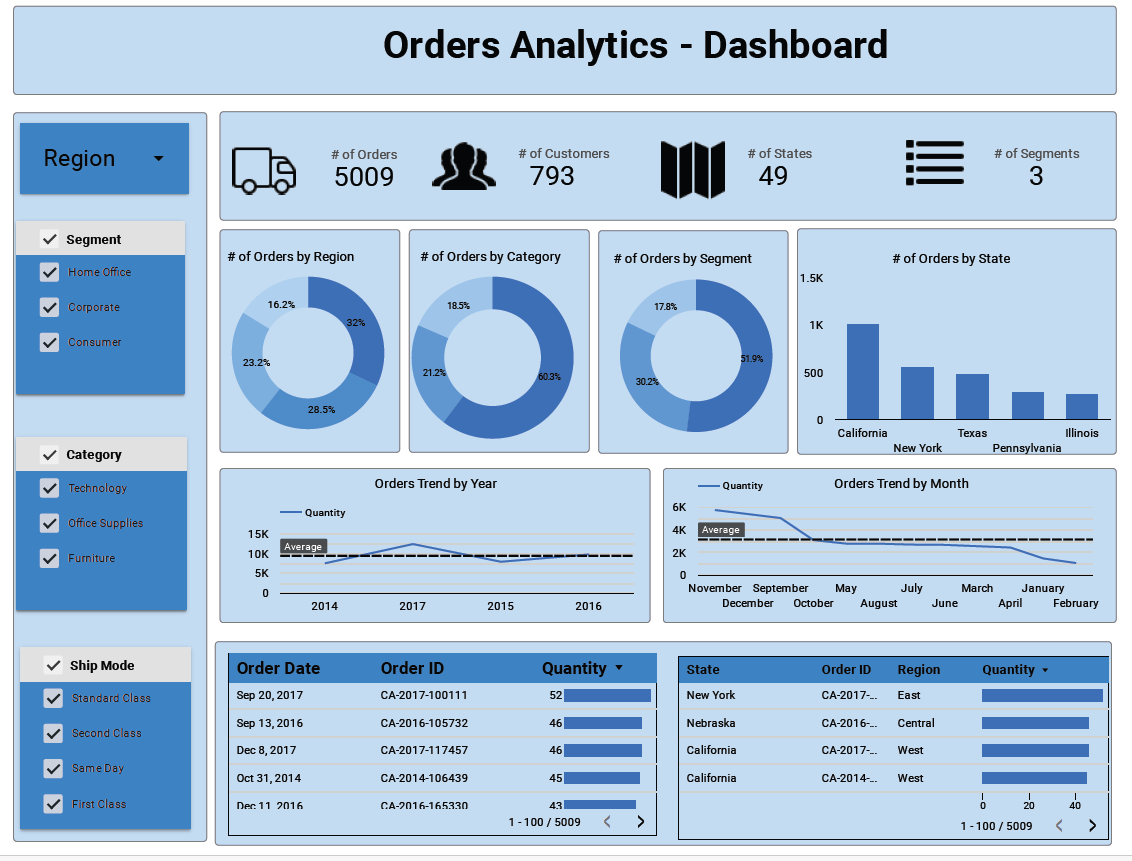 Orders Analytics - Dashboard
Region
Segment
Home Office
Corporate
Consumer
Category
Technology
Office Supplies
Furniture
Ship Mode
Standard Class
Second Class
Same Day
First Class
# of Orders
5009
# of Customers
793
# of States
49
# of Segments
3
# of Orders by Region
16.2%
32%
23.2%
28.5%
# of Orders by Category
18.5%
21.2%
60.3%
# of Orders by Segment
17.8%
51.9%
30.2%
# of Orders by State
1.5K
1K
500
0
California
New York
Texas
Pennsylvania
Illinois
Orders Trend by Year
Quantity
15K
10K
5K
0
Average
2014
2017
2015
2016
Orders Trend by Month
Quantity
6K
4K
2K
0
Average
November
December
September
October
May
August
July
June
March
April
January
February
Order Date Order ID Quantity
Sep 20, 2017 CA-2017-100111 52
Sep 13, 2016 CA-2016-105732 46
Dec 8, 2017 CA-2017-117457 46
Oct 31, 2014 CA-2014-106439 45
Dec 11, 2016 CA-2016-165330 43
1 - 100 / 5009
State Order ID Region Quantity
New York CA-2017-... East
Nebraska CA-2016-... Central
California CA-2017-... West
California CA-2014-... West
0 20 40
1 - 100 / 5009